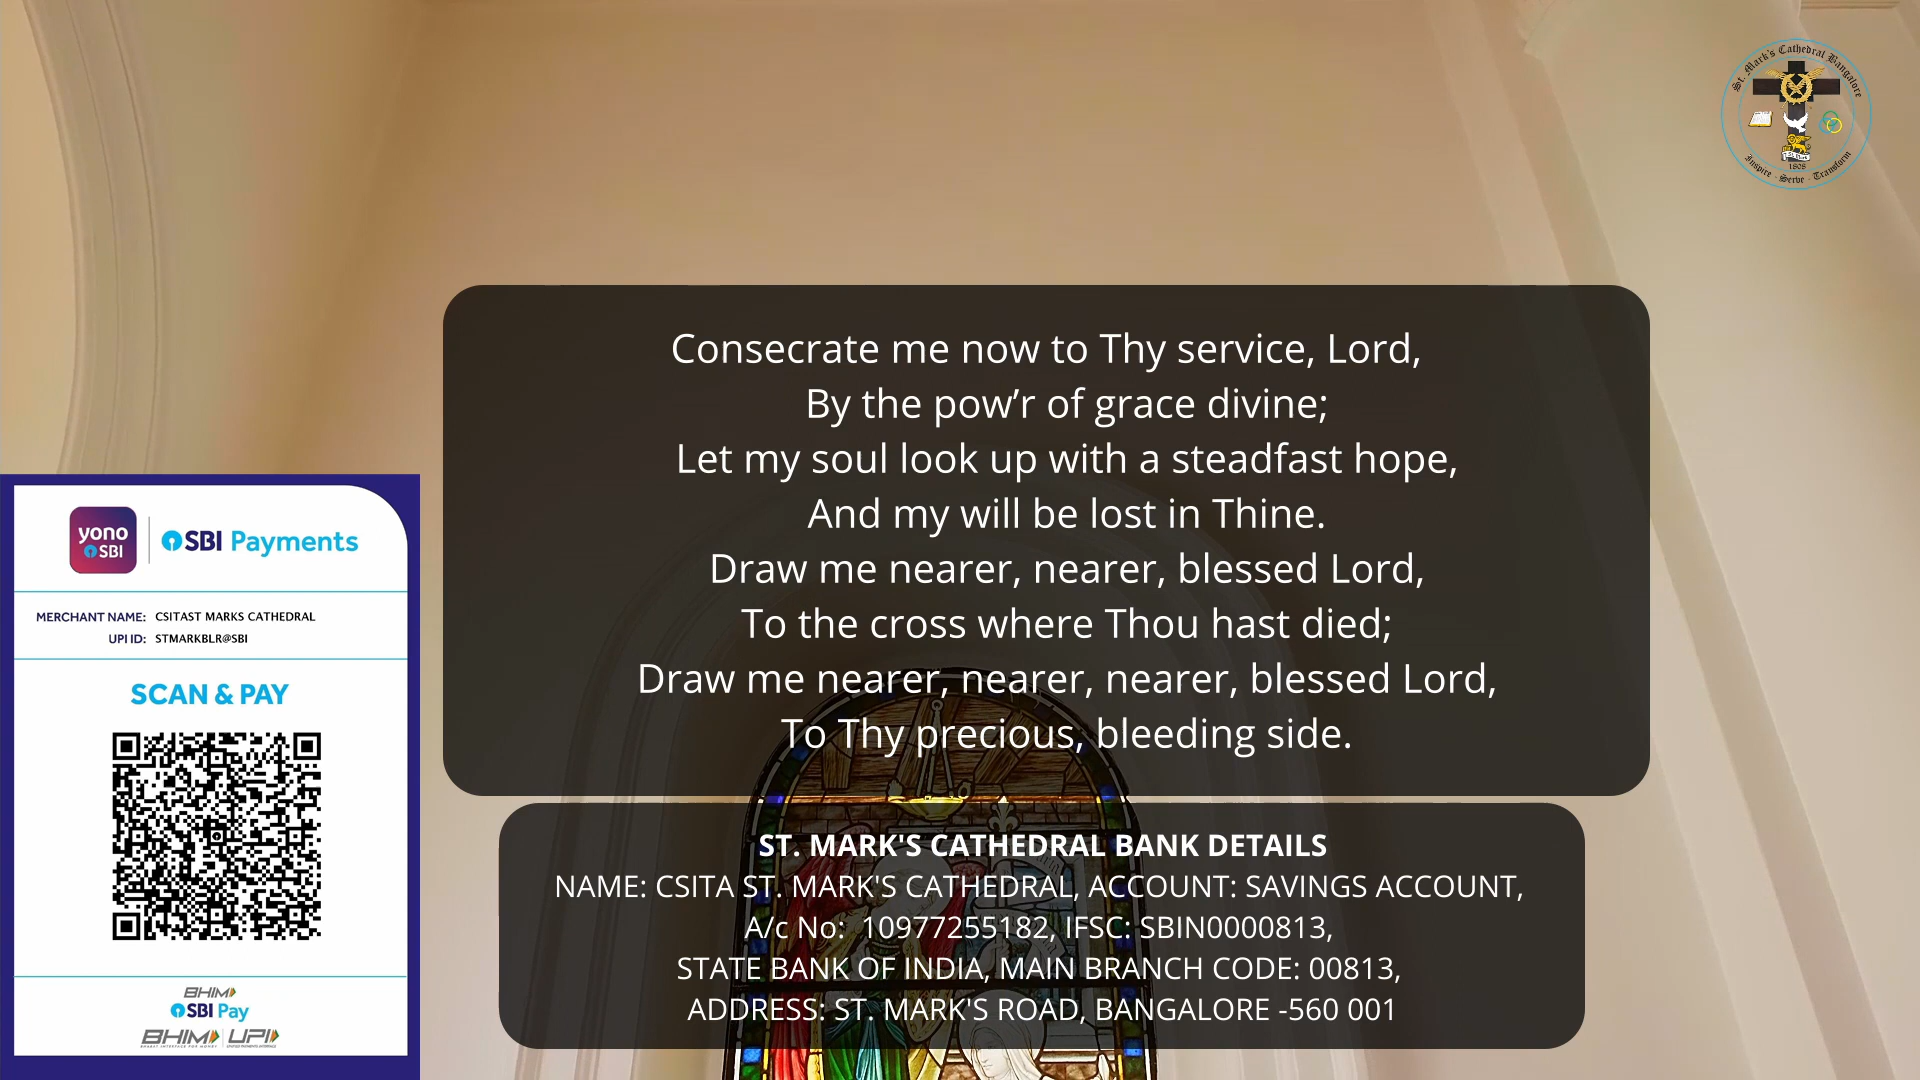 St. Mark's Cathedral Bangalore
1808
Inspire - Serve - Transform
Consecrate me now to Thy service, Lord,
By the pow’r of grace divine;
Let my soul look up with a steadfast hope,
And my will be lost in Thine.
Draw me nearer, nearer, blessed Lord,
To the cross where Thou hast died;
Draw me nearer, nearer, nearer, blessed Lord,
To Thy precious, bleeding side.
yono
SBI
SBI Payments
MERCHANT NAME: CSITAST MARKS CATHEDRAL
UPI ID: STMARKBLR@SBI
SCAN & PAY
BHIM
SBI Pay
BHIM UPI
ST. MARK'S CATHEDRAL BANK DETAILS
NAME: CSITA ST. MARK'S CATHEDRAL, ACCOUNT: SAVINGS ACCOUNT,
A/c No: 10977255182, IFSC: SBIN0000813,
STATE BANK OF INDIA, MAIN BRANCH CODE: 00813,
ADDRESS: ST. MARK'S ROAD, BANGALORE -560 001